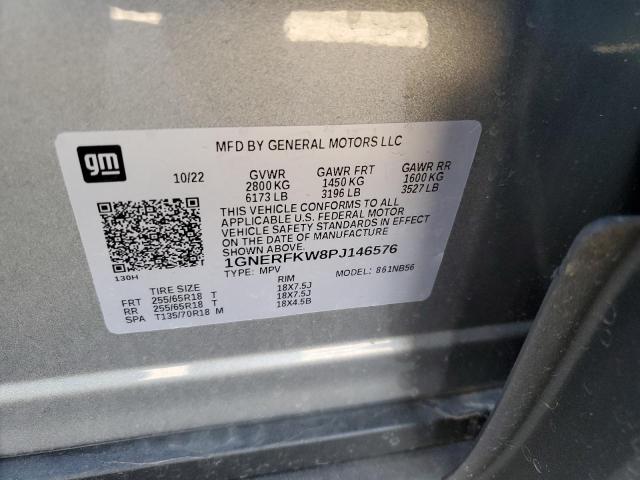 gm
MFD BY GENERAL MOTORS LLC
10/22 GVWR GAWR FRT GAWR RR
2800 KG 1450 KG 1600 KG
6173 LB 3196 LB 3527 LB
THIS VEHICLE CONFORMS TO ALL
APPLICABLE U.S. FEDERAL MOTOR
VEHICLE SAFETY STANDARDS IN EFFECT
ON THE DATE OF MANUFACTURE
1GNERFKW8PJ146576
130H
TYPE: MPV MODEL: 861NB56
TIRE SIZE RIM
FRT 255/65R18 T 18X7.5J
RR 255/65R18 T 18X7.5J
SPA T135/70R18 M 18X4.5B